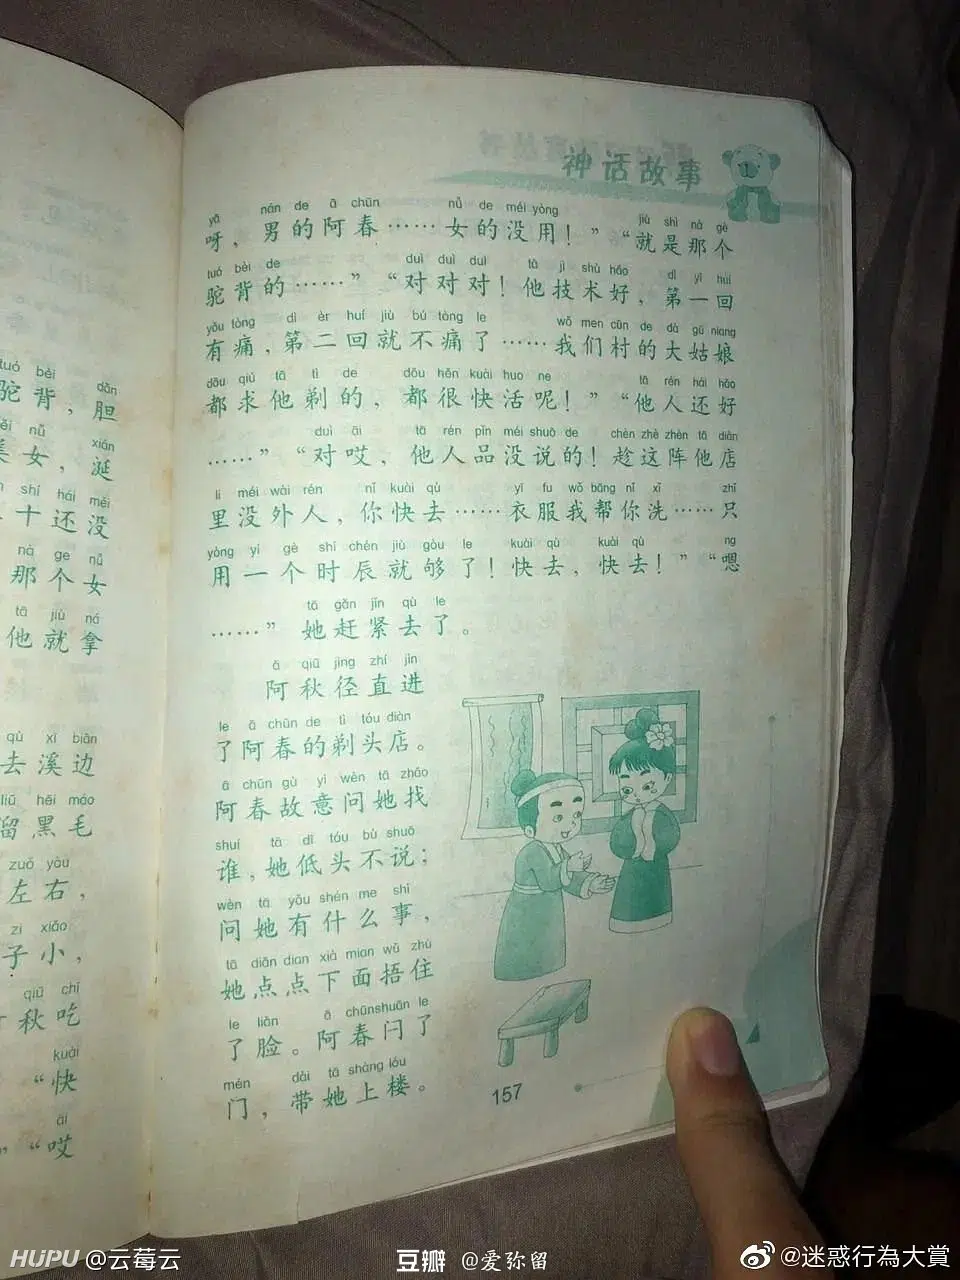 神话故事
yā nán de ā chūn nǚ de méi yòng jiù shì nà gè
呀，男的阿春……女的没用！”“就是那个
tuó bèi de duì duì duì tā jì shù hǎo dì yī huí
驼背的……”“对对对！他技术好，第一回
yǒu tòng dì èr huí jiù bú tòng le wǒ men cūn de dà gū niang
有痛，第二回就不痛了……我们村的大姑娘
dōu qiú tā tì de dōu hěn kuài huo ne tā rén hái hǎo
都求他剃的，都很快活呢！”“他人还好
duì āi tā rén pǐn méi shuō de chèn zhè zhèn tā diàn
……”“对哎，他人品没说的！趁这阵他店
li méi wài rén nǐ kuài qù yī fu wǒ bāng nǐ xǐ zhǐ
里没外人，你快去……衣服我帮你洗……只
yòng yí gè shí chén jiù gòu le kuài qù kuài qù ng
用一个时辰就够了！快去，快去！”“嗯
tā gǎn jǐn qù le
……”她赶紧去了。
ā qiū jìng zhí jìn
阿秋径直进
le ā chūn de tì tóu diàn
了阿春的剃头店。
ā chūn gù yì wèn tā zhǎo
阿春故意问她找
shuí tā dī tóu bù shuō
谁，她低头不说；
wèn tā yǒu shén me shì
问她有什么事，
tā diǎn dian xià mian wǔ zhù
她点点下面捂住
le liǎn ā chūn shuān le
了脸。阿春闩了
mén dài tā shàng lóu
门，带她上楼。
157
tuó bèi dǎn
驼背，胆
nǚ xián
女，涎
shí hái méi
十还没
nà ge nǚ
那个女
tā jiù ná
他就拿
qù xī biān
去溪边
liū hēi máo
溜黑毛
zuǒ yòu
左右，
zi xiǎo
子小，
qiū chī
秋吃
kuài
“快
āi
“哎
HUPU @云莓云
豆瓣 @爱弥留
@迷惑行為大賞